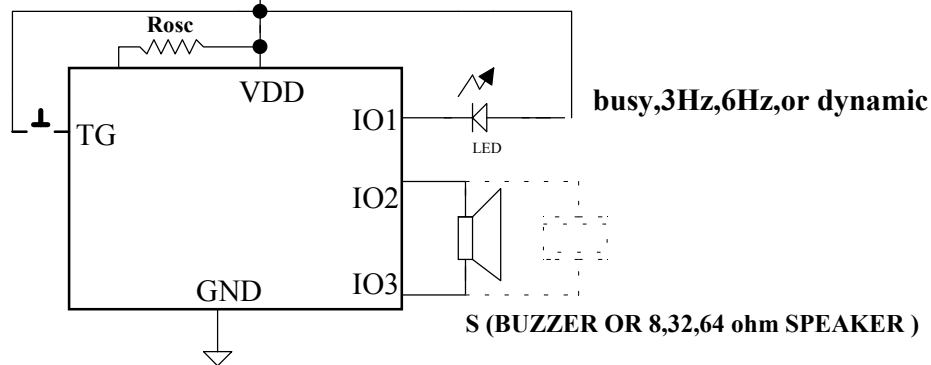 Rosc
VDD
busy,3Hz,6Hz,or dynamic
TG
IO1
LED
IO2
IO3
GND
S (BUZZER OR 8,32,64 ohm SPEAKER )